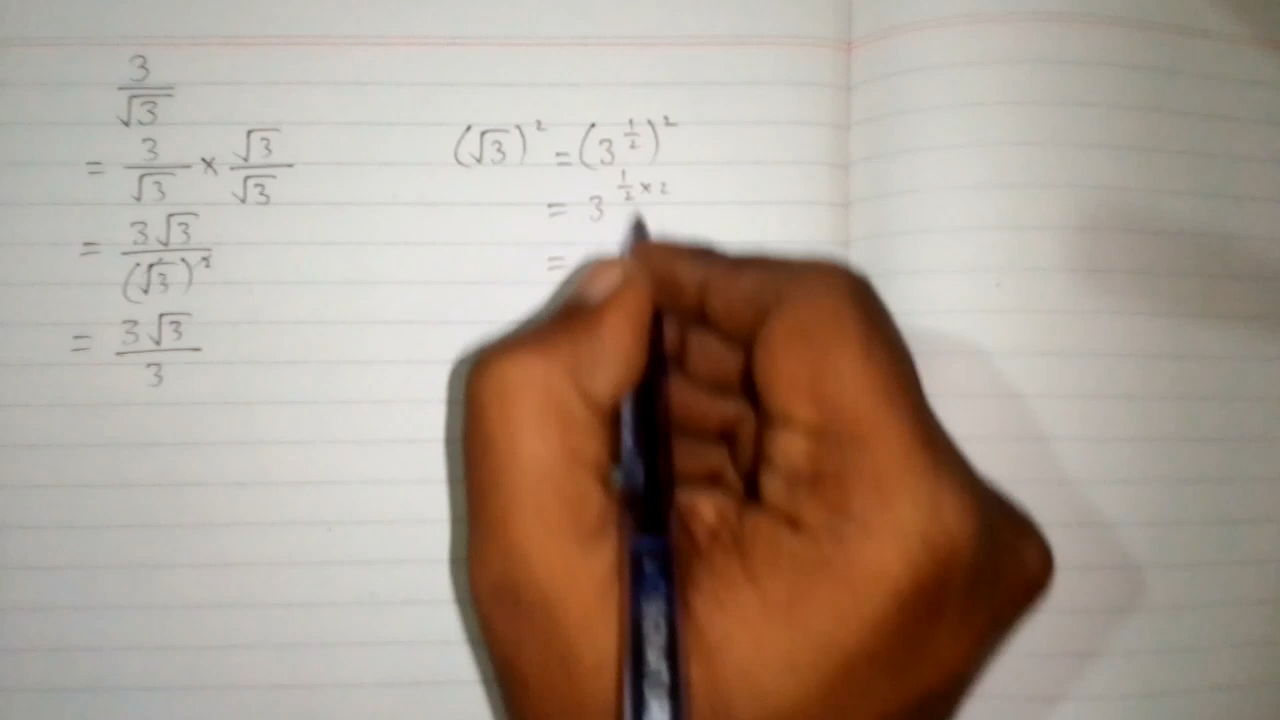 3/√3
= 3/√3 × √3/√3
= 3√3/(√3)²
= 3√3/3
(√3)² = (3^½)²
= 3^(½×2)
=